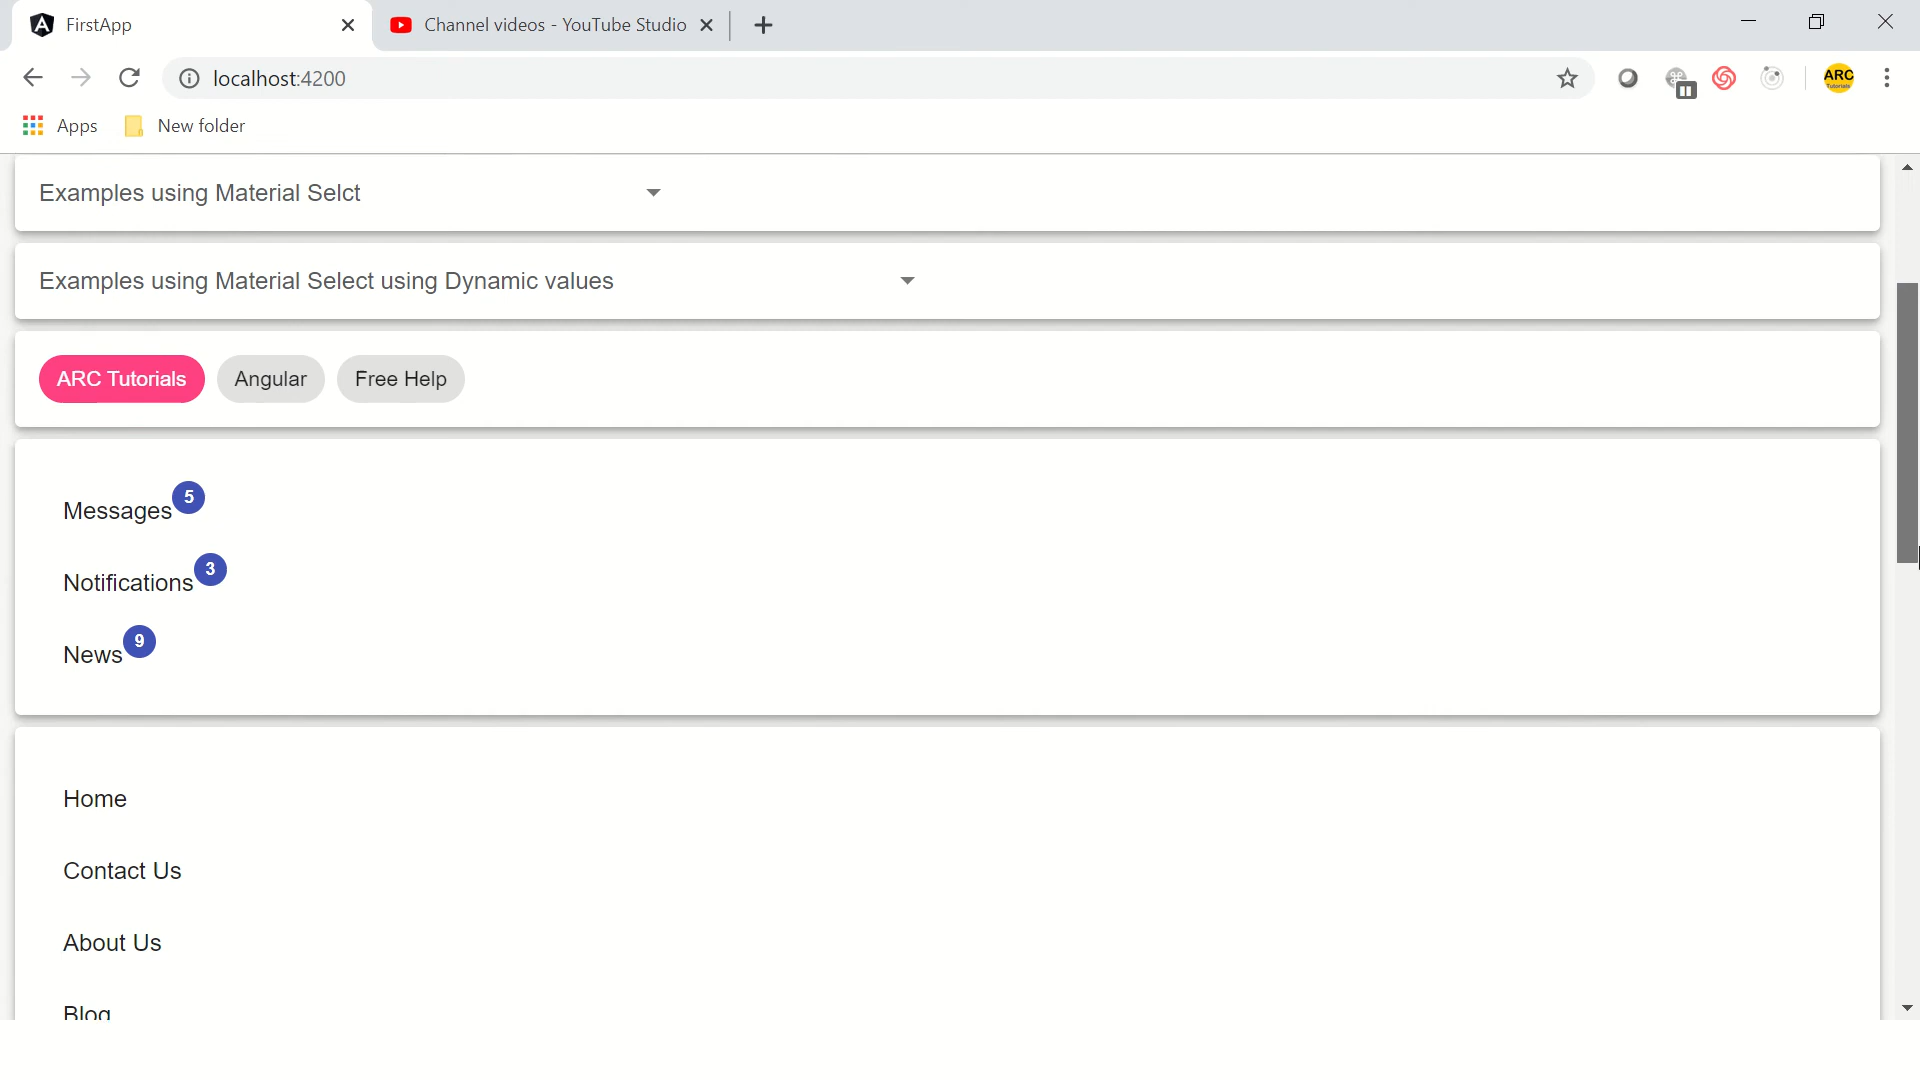 FirstApp
Channel videos - YouTube Studio
localhost:4200
ARC
Tutorials
Apps
New folder
Examples using Material Selct
Examples using Material Select using Dynamic values
ARC Tutorials
Angular
Free Help
Messages 5
Notifications 3
News 9
Home
Contact Us
About Us
Blog